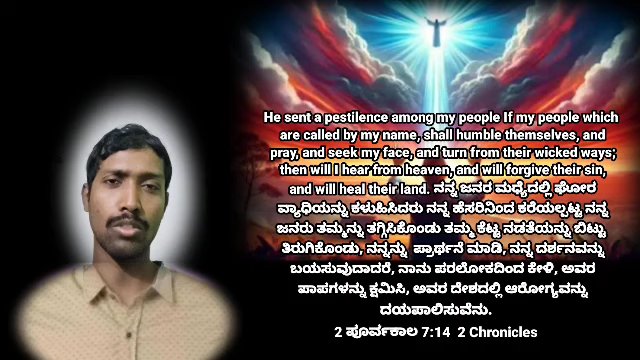 He sent a pestilence among my people If my people which
are called by my name, shall humble themselves, and
pray, and seek my face, and turn from their wicked ways;
then will I hear from heaven, and will forgive their sin,
and will heal their land. ನನ್ನ ಜನರ ಮಧ್ಯೆದಲ್ಲಿ ಘೋರ
ವ್ಯಾಧಿಯನ್ನು ಕಳುಹಿಸಿದರು ನನ್ನ ಹೆಸರಿನಿಂದ ಕರೆಯಲ್ಪಟ್ಟ ನನ್ನ
ಜನರು ತಮ್ಮನ್ನು ತಗ್ಗಿಸಿಕೊಂಡು ತಮ್ಮ ಕೆಟ್ಟ ನಡತೆಯನ್ನು ಬಿಟ್ಟು
ತಿರುಗಿಕೊಂಡು, ನನ್ನನ್ನು ಪ್ರಾರ್ಥನೆ ಮಾಡಿ, ನನ್ನ ದರ್ಶನವನ್ನು
ಬಯಸುವುದಾದರೆ, ನಾನು ಪರಲೋಕದಿಂದ ಕೇಳಿ, ಅವರ
ಪಾಪಗಳನ್ನು ಕ್ಷಮಿಸಿ, ಅವರ ದೇಶದಲ್ಲಿ ಆರೋಗ್ಯವನ್ನು
ದಯಪಾಲಿಸುವೆನು.
2 ಪೂರ್ವಕಾಲ 7:14 2 Chronicles